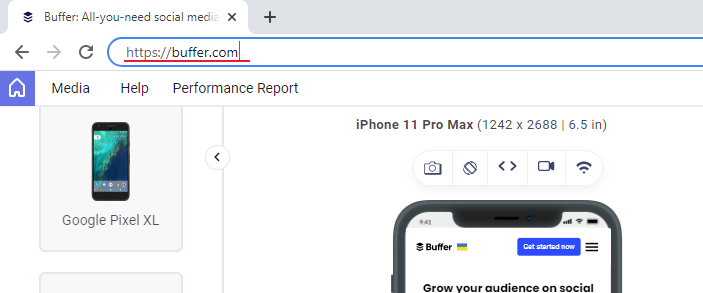 Buffer: All-you-need social media
https://buffer.com
Media Help Performance Report
iPhone 11 Pro Max (1242 x 2688 | 6.5 in)
Google Pixel XL
9:41
Buffer Get started now
Grow your audience on social